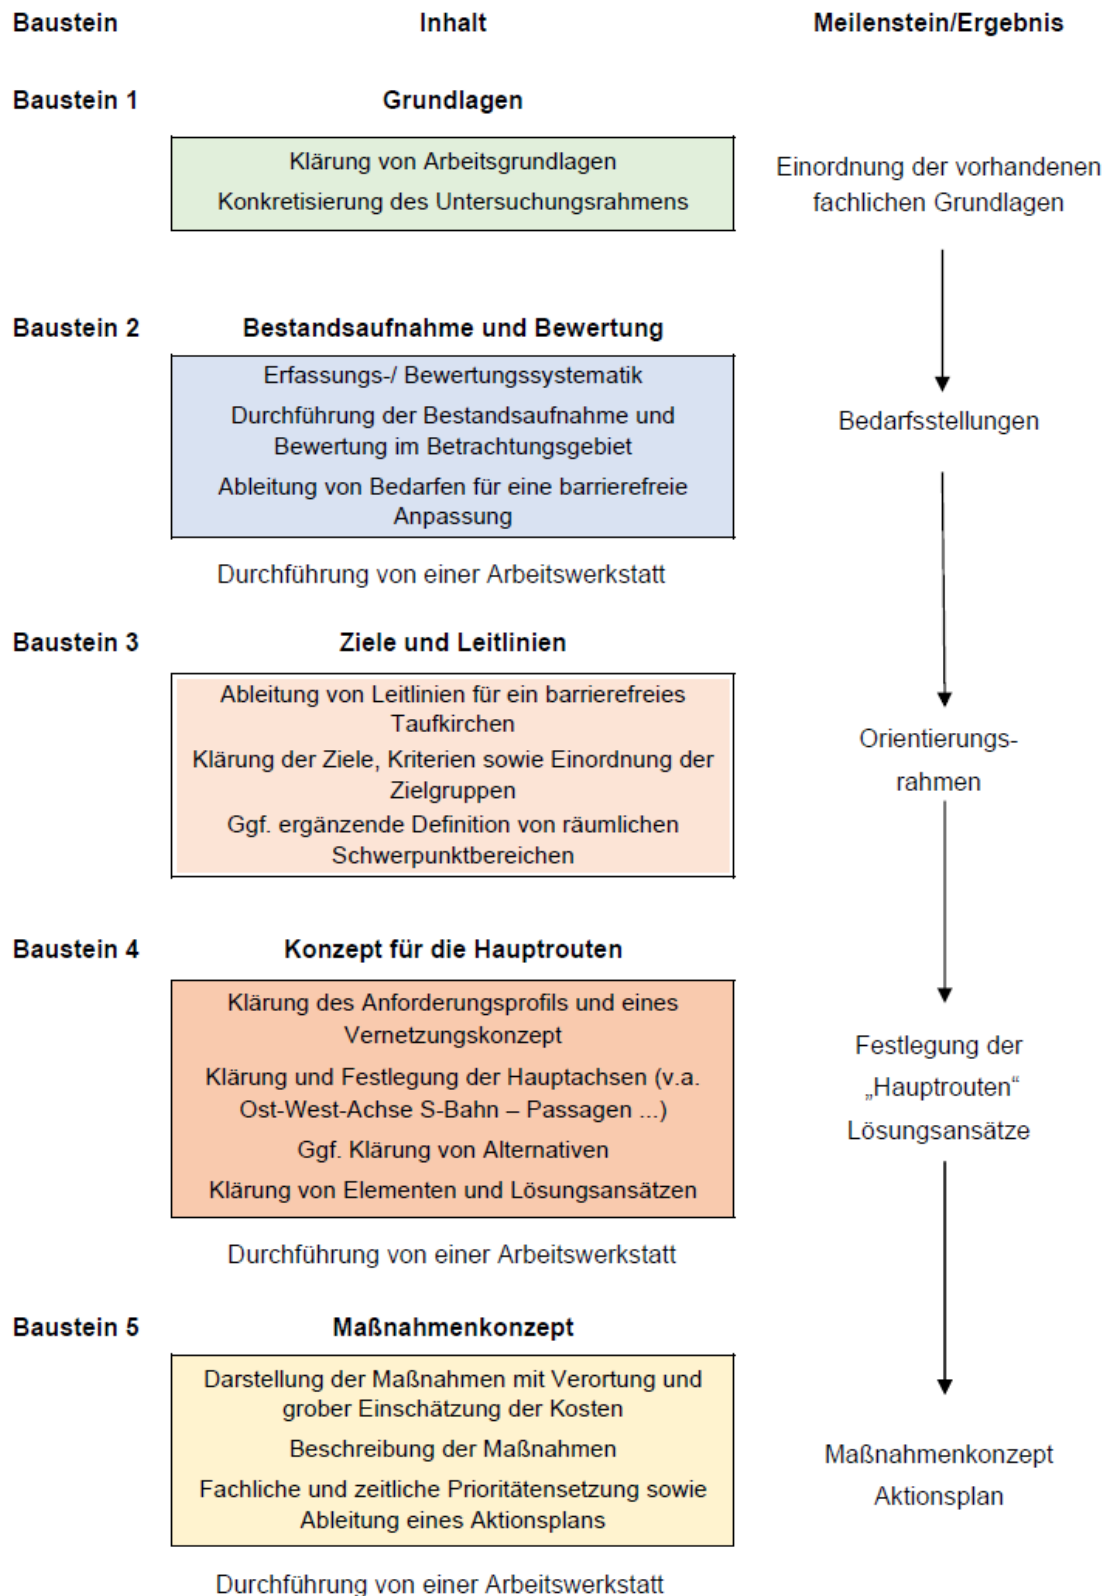 Baustein Inhalt Meilenstein/Ergebnis
Baustein 1 Grundlagen
Klärung von Arbeitsgrundlagen
Konkretisierung des Untersuchungsrahmens
Einordnung der vorhandenen
fachlichen Grundlagen
Baustein 2 Bestandsaufnahme und Bewertung
Erfassungs-/ Bewertungssystematik
Durchführung der Bestandsaufnahme und
Bewertung im Betrachtungsgebiet
Ableitung von Bedarfen für eine barrierefreie
Anpassung
Bedarfsstellungen
Durchführung von einer Arbeitswerkstatt
Baustein 3 Ziele und Leitlinien
Ableitung von Leitlinien für ein barrierefreies
Taufkirchen
Klärung der Ziele, Kriterien sowie Einordnung der
Zielgruppen
Ggf. ergänzende Definition von räumlichen
Schwerpunktbereichen
Orientierungs-
rahmen
Baustein 4 Konzept für die Hauptrouten
Klärung des Anforderungsprofils und eines
Vernetzungskonzept
Klärung und Festlegung der Hauptachsen (v.a.
Ost-West-Achse S-Bahn – Passagen ...)
Ggf. Klärung von Alternativen
Klärung von Elementen und Lösungsansätzen
Festlegung der
„Hauptrouten“
Lösungsansätze
Durchführung von einer Arbeitswerkstatt
Baustein 5 Maßnahmenkonzept
Darstellung der Maßnahmen mit Verortung und
grober Einschätzung der Kosten
Beschreibung der Maßnahmen
Fachliche und zeitliche Prioritätensetzung sowie
Ableitung eines Aktionsplans
Maßnahmenkonzept
Aktionsplan
Durchführung von einer Arbeitswerkstatt